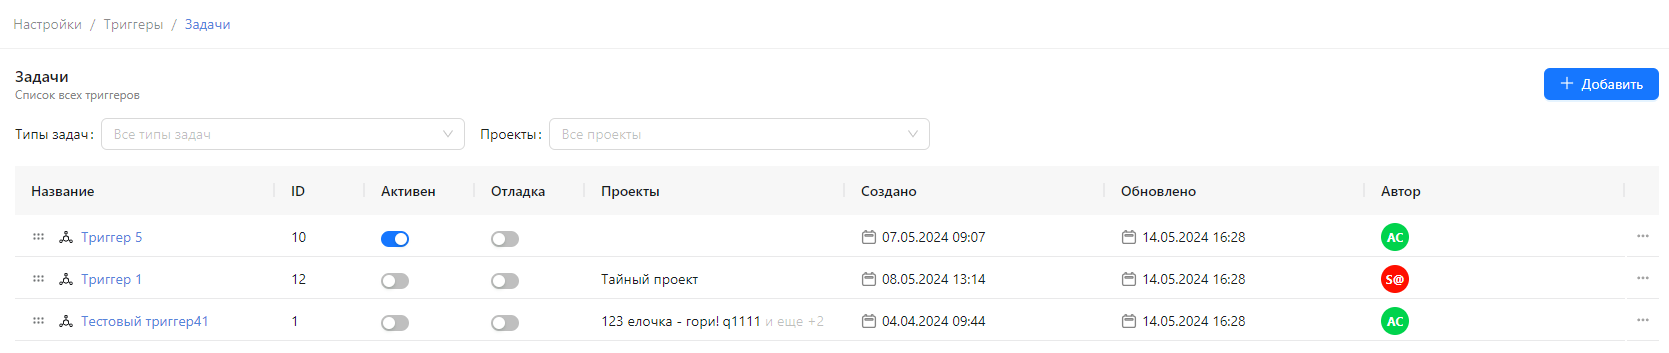 Настройки / Триггеры / Задачи
Задачи
Список всех триггеров
Добавить
Типы задач: Все типы задач Проекты: Все проекты
Название ID Активен Отладка Проекты Создано Обновлено Автор
Триггер 5 10 07.05.2024 09:07 14.05.2024 16:28 AC
Триггер 1 12 Тайный проект 08.05.2024 13:14 14.05.2024 16:28 S@
Тестовый триггер41 1 123 елочка - гори! q1111 и еще +2 04.04.2024 09:44 14.05.2024 16:28 AC